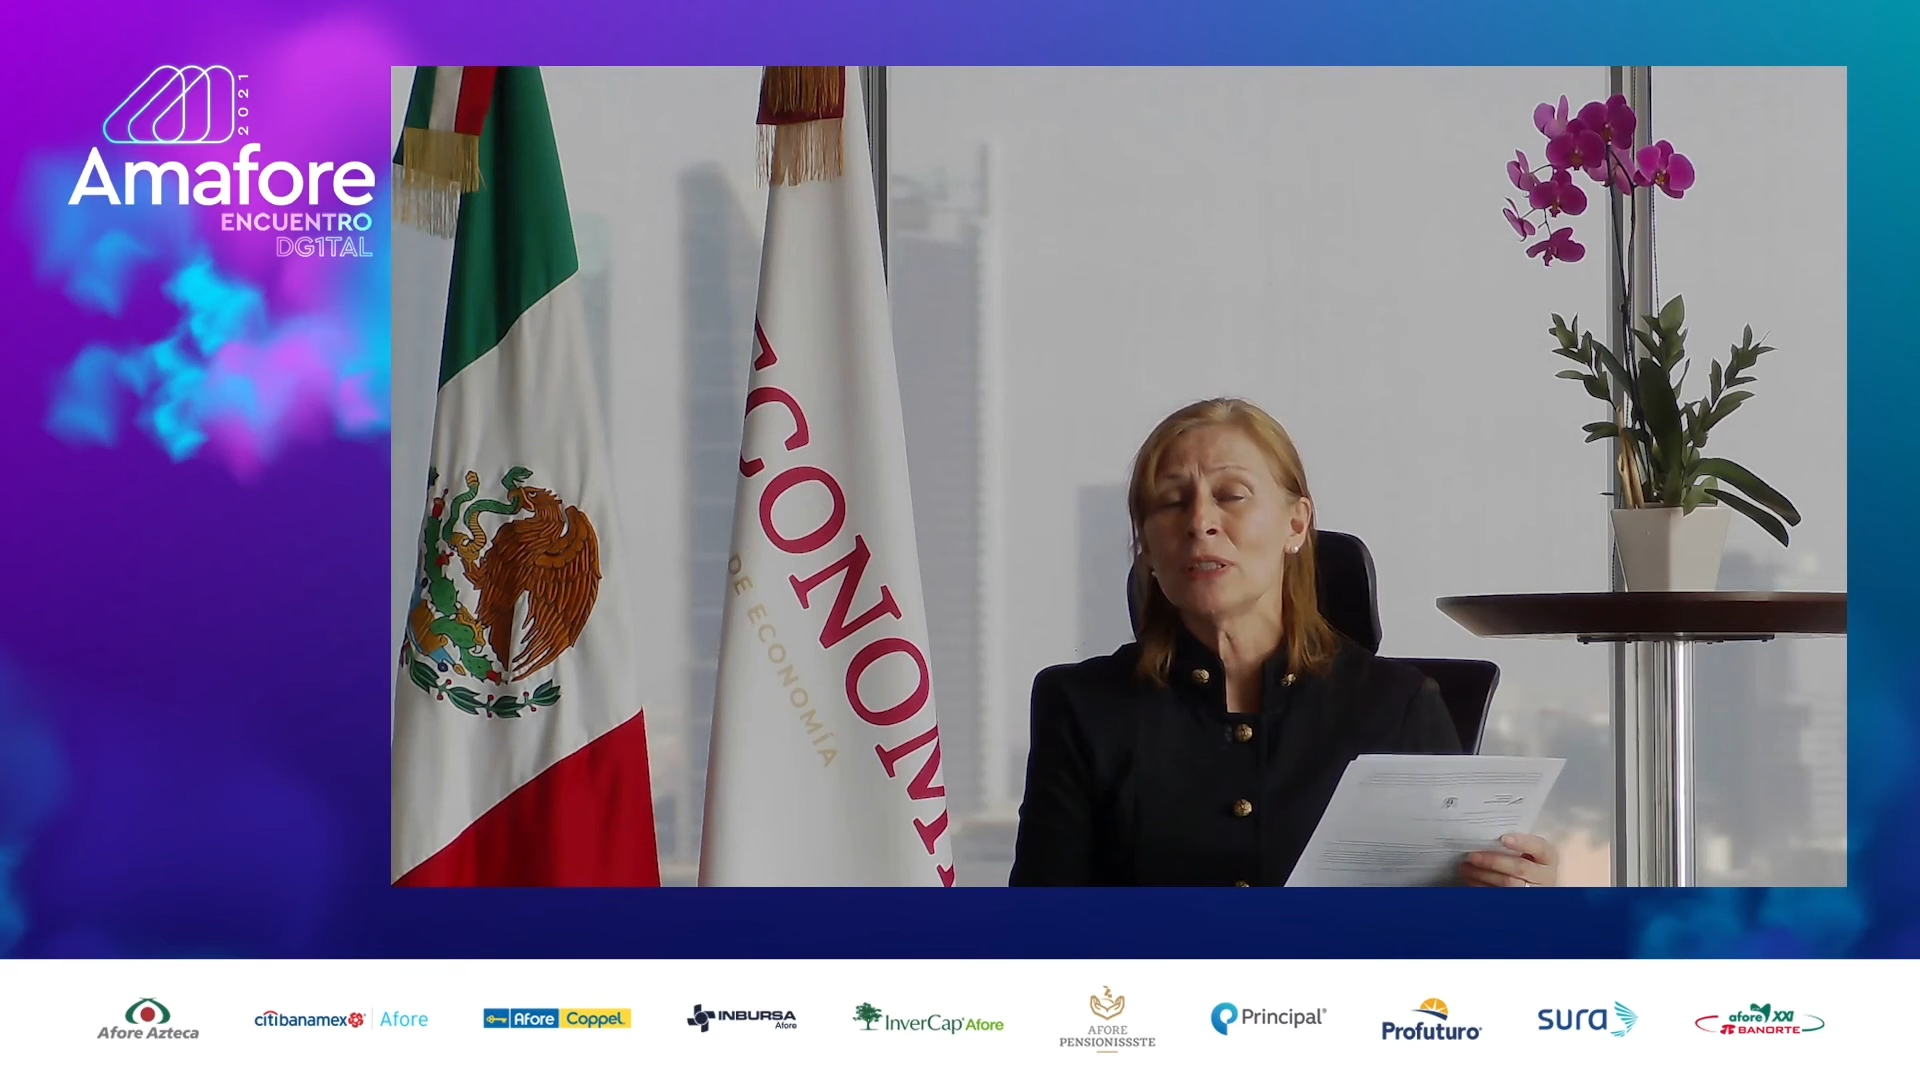 2021
Amafore
ENCUENTRO
DG1TAL
ECONOMÍA
DE ECONOMÍA
Afore Azteca
citibanamex Afore
Afore Coppel
INBURSA
Afore
InverCap Afore
AFORE
PENSIONISSSTE
Principal
Profuturo
sura
afore XXI
BANORTE